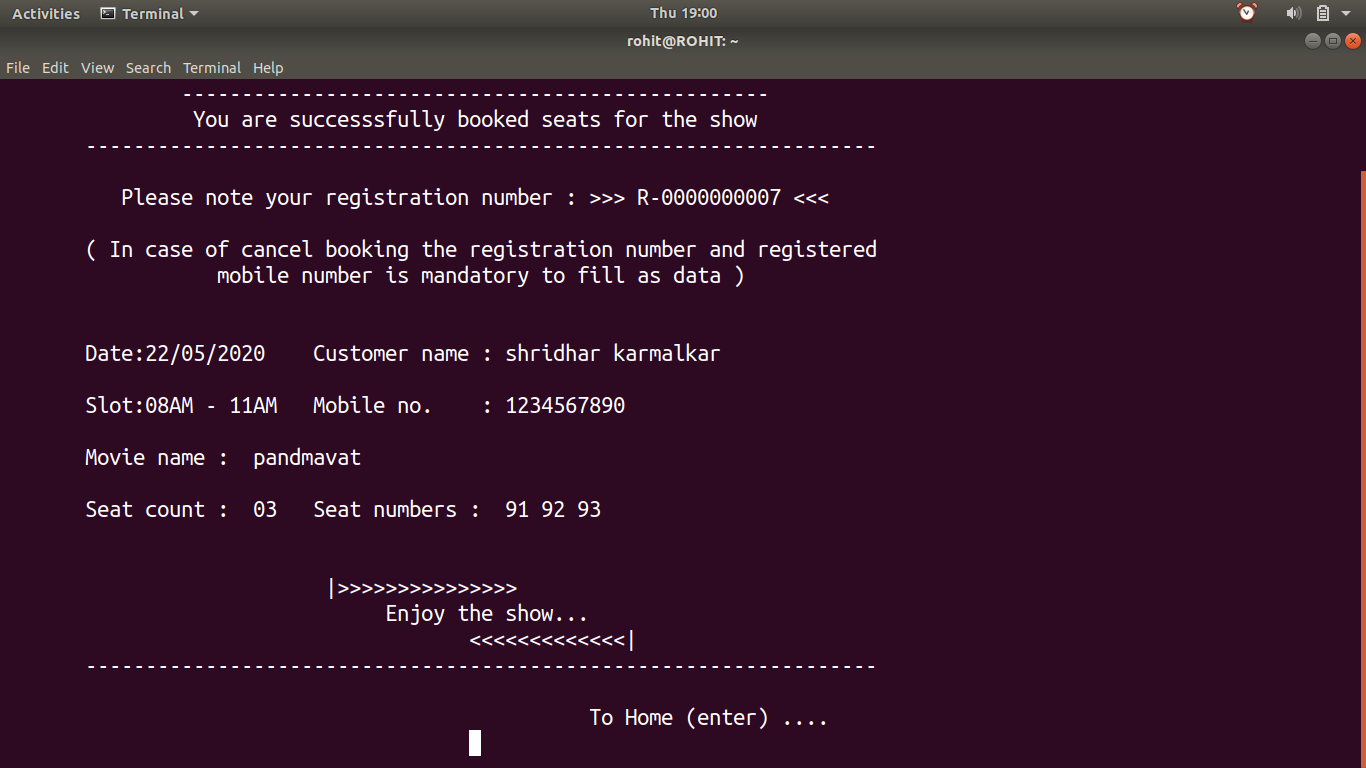 Activities Terminal Thu 19:00
rohit@ROHIT: ~
File Edit View Search Terminal Help
-------------------------------------------------
You are successsfully booked seats for the show
------------------------------------------------------------------
Please note your registration number : >>> R-0000000007 <<<
( In case of cancel booking the registration number and registered
mobile number is mandatory to fill as data )
Date:22/05/2020 Customer name : shridhar karmalkar
Slot:08AM - 11AM Mobile no. : 1234567890
Movie name : pandmavat
Seat count : 03 Seat numbers : 91 92 93
|>>>>>>>>>>>>>>>
Enjoy the show...
<<<<<<<<<<<<<|
------------------------------------------------------------------
To Home (enter) ....